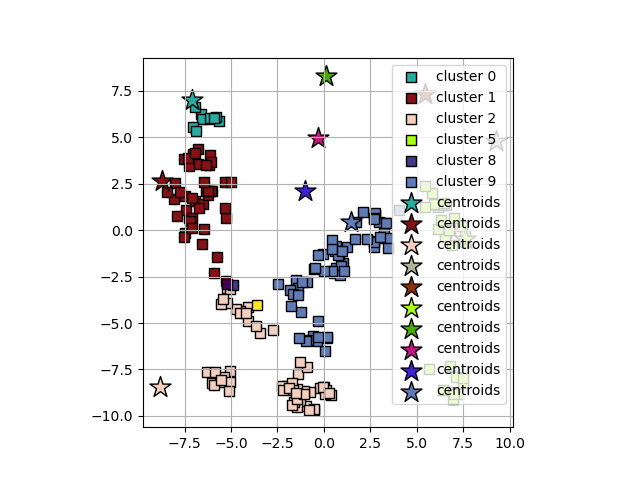 7.5
5.0
2.5
0.0
−2.5
−5.0
−7.5
−10.0
−7.5
−5.0
−2.5
0.0
2.5
5.0
7.5
10.0
cluster 0
cluster 1
cluster 2
cluster 5
cluster 8
cluster 9
centroids
centroids
centroids
centroids
centroids
centroids
centroids
centroids
centroids
centroids